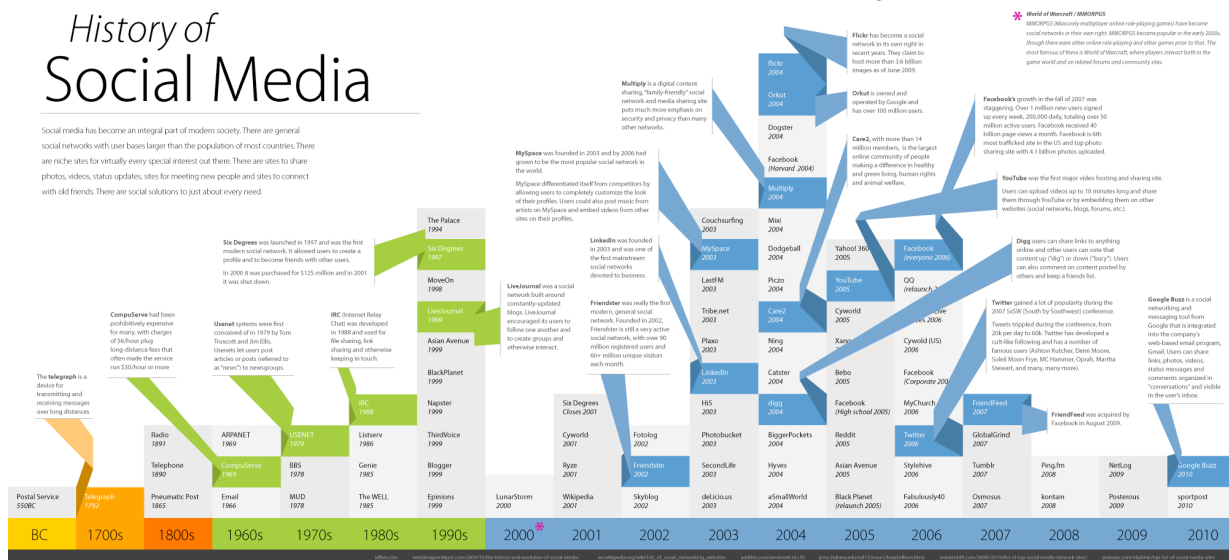 History of
Social Media
Social media has become an integral part of modern society. There are general
social networks with user bases larger than the population of most countries. There
are niche sites for virtually every special interest out there. There are sites to share
photos, videos, status updates, sites for meeting new people and sites to connect
with old friends. There are social solutions to just about every need.
* World of Warcraft / MMORPGS
MMORPGS (Massively multiplayer online role-playing games) have become
social networks in their own right. MMORPGS became popular in the early 2000s,
though there were other online role-playing and other games prior to that. The
most famous of these is World of Warcraft, where players interact both in the
game world and on related forums and community sites.
The telegraph is a
device for
transmitting and
receiving messages
over long distances
CompuServe had been
prohibitively expensive
for many, with charges
of $6/hour plug
long-distance fees that
often made the service
run $30/hour or more
Usenet systems were first
conceived of in 1979 by Tom
Truscott and Jim Ellis.
Usenets let users post
articles or posts (referred to
as "news") to newsgroups.
IRC (Internet Relay
Chat) was developed
in 1988 and used for
file sharing, link
sharing and otherwise
keeping in touch.
Six Degrees was launched in 1997 and was the first
modern social network. It allowed users to create a
profile and to become friends with other users.
In 2000 it was purchased for $125 million and in 2001
it was shut down.
LiveJournal was a social
network built around
constantly-updated
blogs. LiveJournal
encouraged its users to
follow one another and
to create groups and
otherwise interact.
MySpace was founded in 2003 and by 2006 had
grown to be the most popular social network in
the world.
MySpace differentiated itself from competitors by
allowing users to completely customize the look
of their profiles. Users could also post music from
artists on MySpace and embed videos from other
sites on their profiles.
LinkedIn was founded
in 2003 and was one of
the first mainstream
social networks
devoted to business.
Friendster was really the first
modern, general social
network. Founded in 2002,
Friendster is still a very active
social network, with over 90
million registered users and
60+ million unique visitors
each month.
Multiply is a digital content
sharing, "family-friendly" social
network and media sharing site
puts much more emphasis on
security and privacy than many
other networks.
Flickr has become a social
network in its own right in
recent years. They claim to
host more than 3.6 billion
images as of June 2009.
Orkut is owned and
operated by Google and
has over 100 million users.
Care2, with more than 14
million members, is the largest
online community of people
making a difference in healthy
and green living, human rights
and animal welfare.
Facebook's growth in the fall of 2007 was
staggering. Over 1 million new users signed
up every week, 200,000 daily, totaling over 50
million active users. Facebook received 40
billion page views a month. Facebook is 6th
most trafficked site in the US and top photo
sharing site with 4.1 billion photos uploaded.
YouTube was the first major video hosting and sharing site.
Users can upload videos up to 10 minutes long and share
them through YouTube or by embedding them on other
websites (social networks, blogs, forums, etc.).
Digg users can share links to anything
online and other users can vote that
content up ("dig") or down ("bury"). Users
can also comment on content posted by
others and keep a friends list.
Twitter gained a lot of popularity during the
2007 SxSW (South by Southwest) conference.
Tweets trippled during the conference, from
20k per day to 60k. Twitter has developed a
cult-like following and has a number of
famous users (Ashton Kutcher, Demi Moore,
Soleil Moon Frye, MC Hammer, Oprah, Martha
Stewart, and many, many more).
Google Buzz is a social
networking and
messaging tool from
Google that is integrated
into the company's
web-based email program,
Gmail. Users can share
links, photos, videos,
status messages and
comments organized in
"conversations" and visible
in the user's inbox.
FriendFeed was acquired by
Facebook in August 2009.
Postal Service
550BC
Telegraph
1792
Radio
1891
Telephone
1890
Pneumatic Post
1865
ARPANET
1969
CompuServe
1969
Email
1966
USENET
1979
BBS
1978
MUD
1978
IRC
1988
Listserv
1986
Genie
1985
The WELL
1985
The Palace
1994
Six Degrees
1997
MoveOn
1998
LiveJournal
1999
Asian Avenue
1999
BlackPlanet
1999
Napster
1999
ThirdVoice
1999
Blogger
1999
Epinions
1999
LunarStorm
2000
Six Degrees
Closes 2001
Cyworld
2001
Ryze
2001
Wikipedia
2001
Fotolog
2002
Friendster
2002
Skyblog
2002
Couchsurfing
2003
MySpace
2003
LastFM
2003
Tribe.net
2003
Plaxo
2003
LinkedIn
2003
Hi5
2003
Photobucket
2003
SecondLife
2003
del.icio.us
2003
flickr
2004
Orkut
2004
Dogster
2004
Facebook
(Harvard 2004)
Multiply
2004
Mixi
2004
Dodgeball
2004
Piczo
2004
Care2
2004
Ning
2004
Catster
2004
digg
2004
BiggerPockets
2004
Hyves
2004
aSmallWorld
2004
Yahoo! 360
2005
YouTube
2005
Cyworld
2005
2005
Bebo
2005
Facebook
(High school 2005)
Reddit
2005
Asian Avenue
2005
Black Planet
(relaunch 2005)
Facebook
(everyone 2006)
QQ
(relaunch
2006)
Cywold (US)
2006
Facebook
(Corporate
MyChurch
2006
Twitter
2006
Stylehive
2006
Fabulously40
2006
FriendFeed
2007
GlobalGrind
2007
Tumblr
2007
Osmosus
2007
Ping.fm
2008
kontain
2008
NetLog
2009
Posterous
2009
Google Buzz
2010
sportpost
2010
BC 1700s 1800s 1960s 1970s 1980s 1990s 2000* 2001 2002 2003 2004 2005 2006 2007 2008 2009 2010